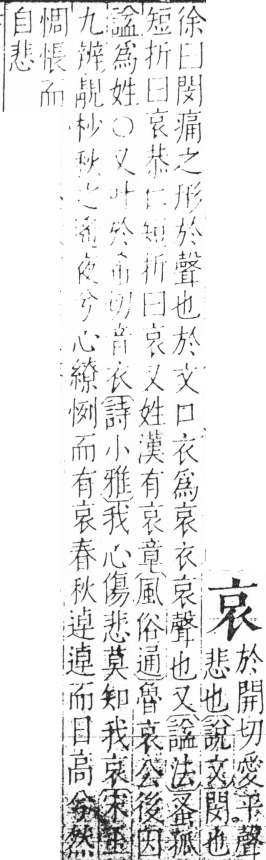 哀於開切愛平聲
悲也說文閔也
徐曰閔痛之形於聲也於文口衣為哀衣哀聲也又諡法蚤孤
短折曰哀恭仁短折曰哀又姓漢有哀章風俗通魯哀公後因
諡為姓○又叶於希切音衣詩小雅我心傷悲莫知我哀宋玉
九辨靚杪秋之遙夜兮心繚悷而有哀春秋逴逴而日高兮然
惆悵而
自悲